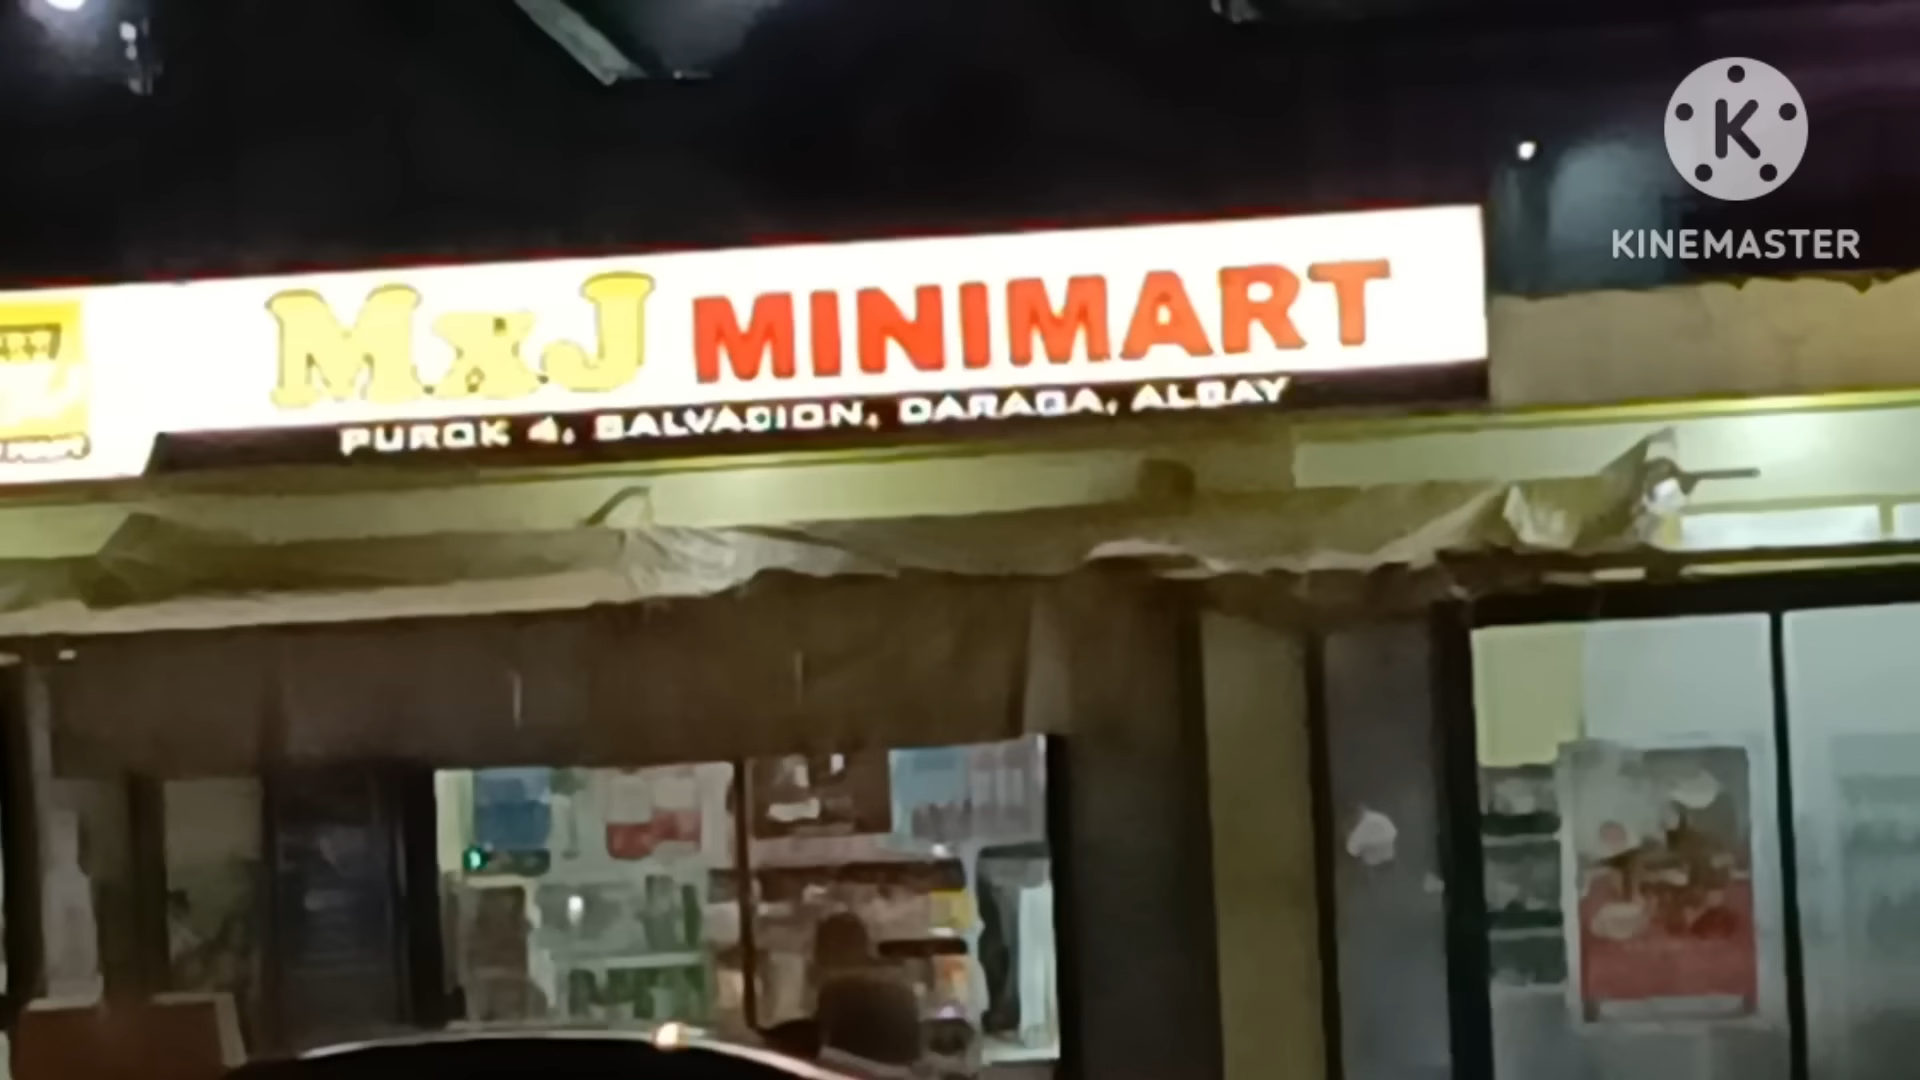 K
KINEMASTER
MxJ MINIMART
PUROK 4, SALVACION, DARAGA, ALBAY